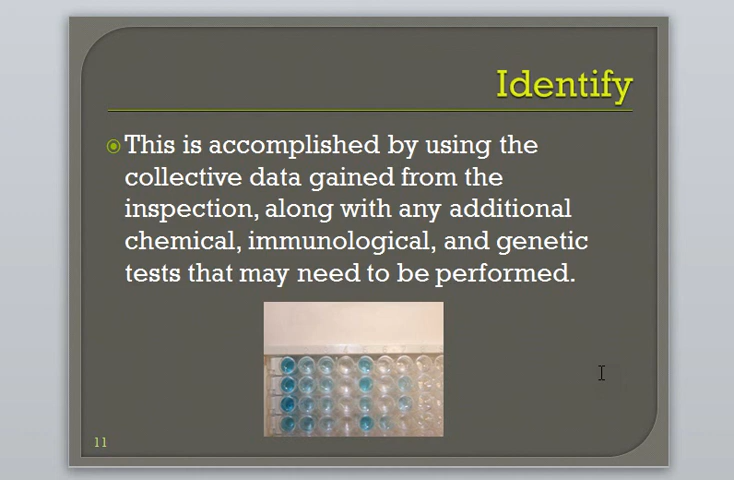 Identify
This is accomplished by using the
collective data gained from the
inspection, along with any additional
chemical, immunological, and genetic
tests that may need to be performed.
11